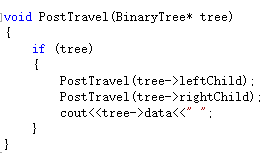 void PostTravel(BinaryTree* tree)
{
    if (tree)
    {
        PostTravel(tree->leftChild);
        PostTravel(tree->rightChild);
        cout<<tree->data<<" ";
    }
}